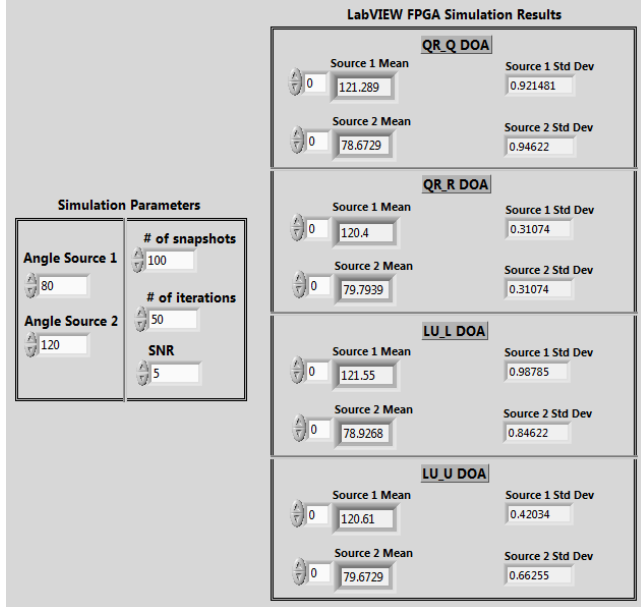 LabVIEW FPGA Simulation Results
QR_Q DOA
Source 1 Mean
Source 1 Std Dev
0
121.289
0.921481
Source 2 Mean
Source 2 Std Dev
0
78.6729
0.94622
QR_R DOA
Source 1 Mean
Source 1 Std Dev
0
120.4
0.31074
Source 2 Mean
Source 2 Std Dev
0
79.7939
0.31074
Simulation Parameters
Angle Source 1
80
Angle Source 2
120
# of snapshots
100
# of iterations
50
SNR
5
LU_L DOA
Source 1 Mean
Source 1 Std Dev
0
121.55
0.98785
Source 2 Mean
Source 2 Std Dev
0
78.9268
0.84622
LU_U DOA
Source 1 Mean
Source 1 Std Dev
0
120.61
0.42034
Source 2 Mean
Source 2 Std Dev
0
79.6729
0.66255